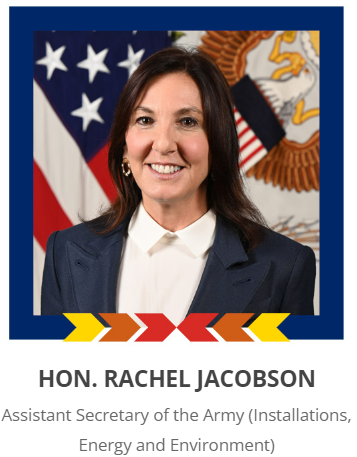 HON. RACHEL JACOBSON
Assistant Secretary of the Army (Installations,
Energy and Environment)